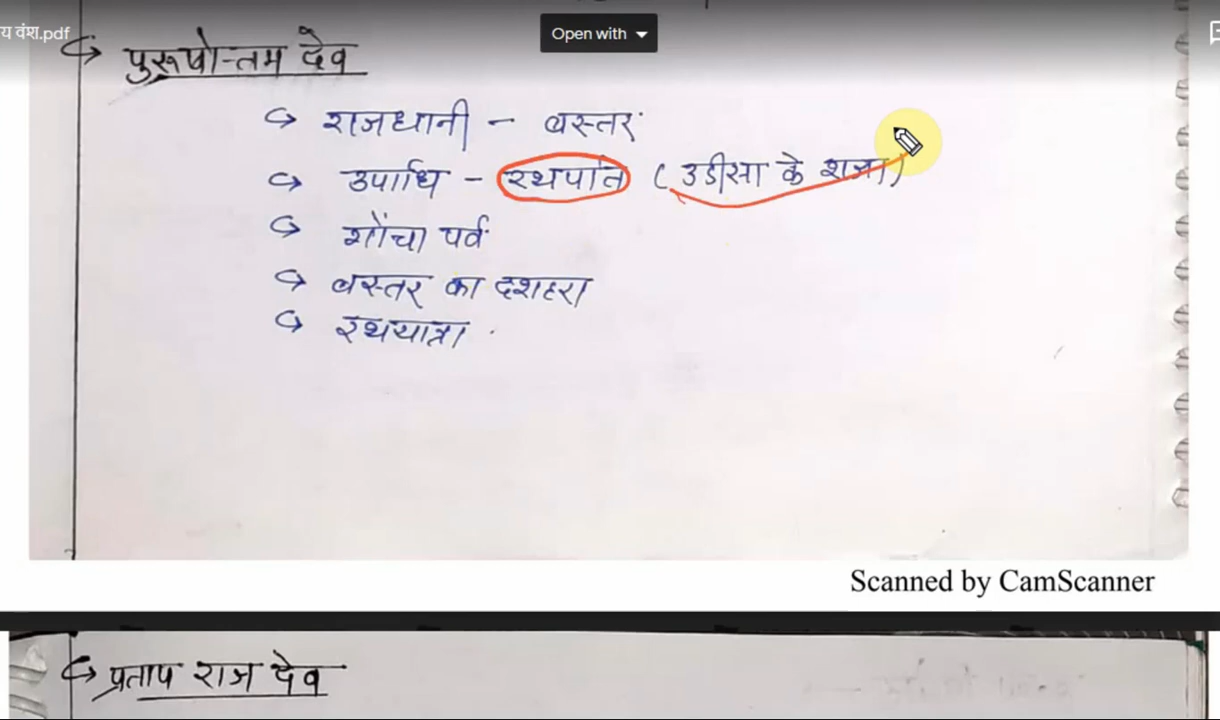 य वंश.pdf
Open with
↪ पुरूषोत्तम देव
↪ राजधानी - बस्तर
↪ उपाधि - रथपति (उडीसा के राजा)
↪ गोंचा पर्व
↪ बस्तर का दशहरा
↪ रथयात्रा
Scanned by CamScanner
↪ प्रताप राज देव